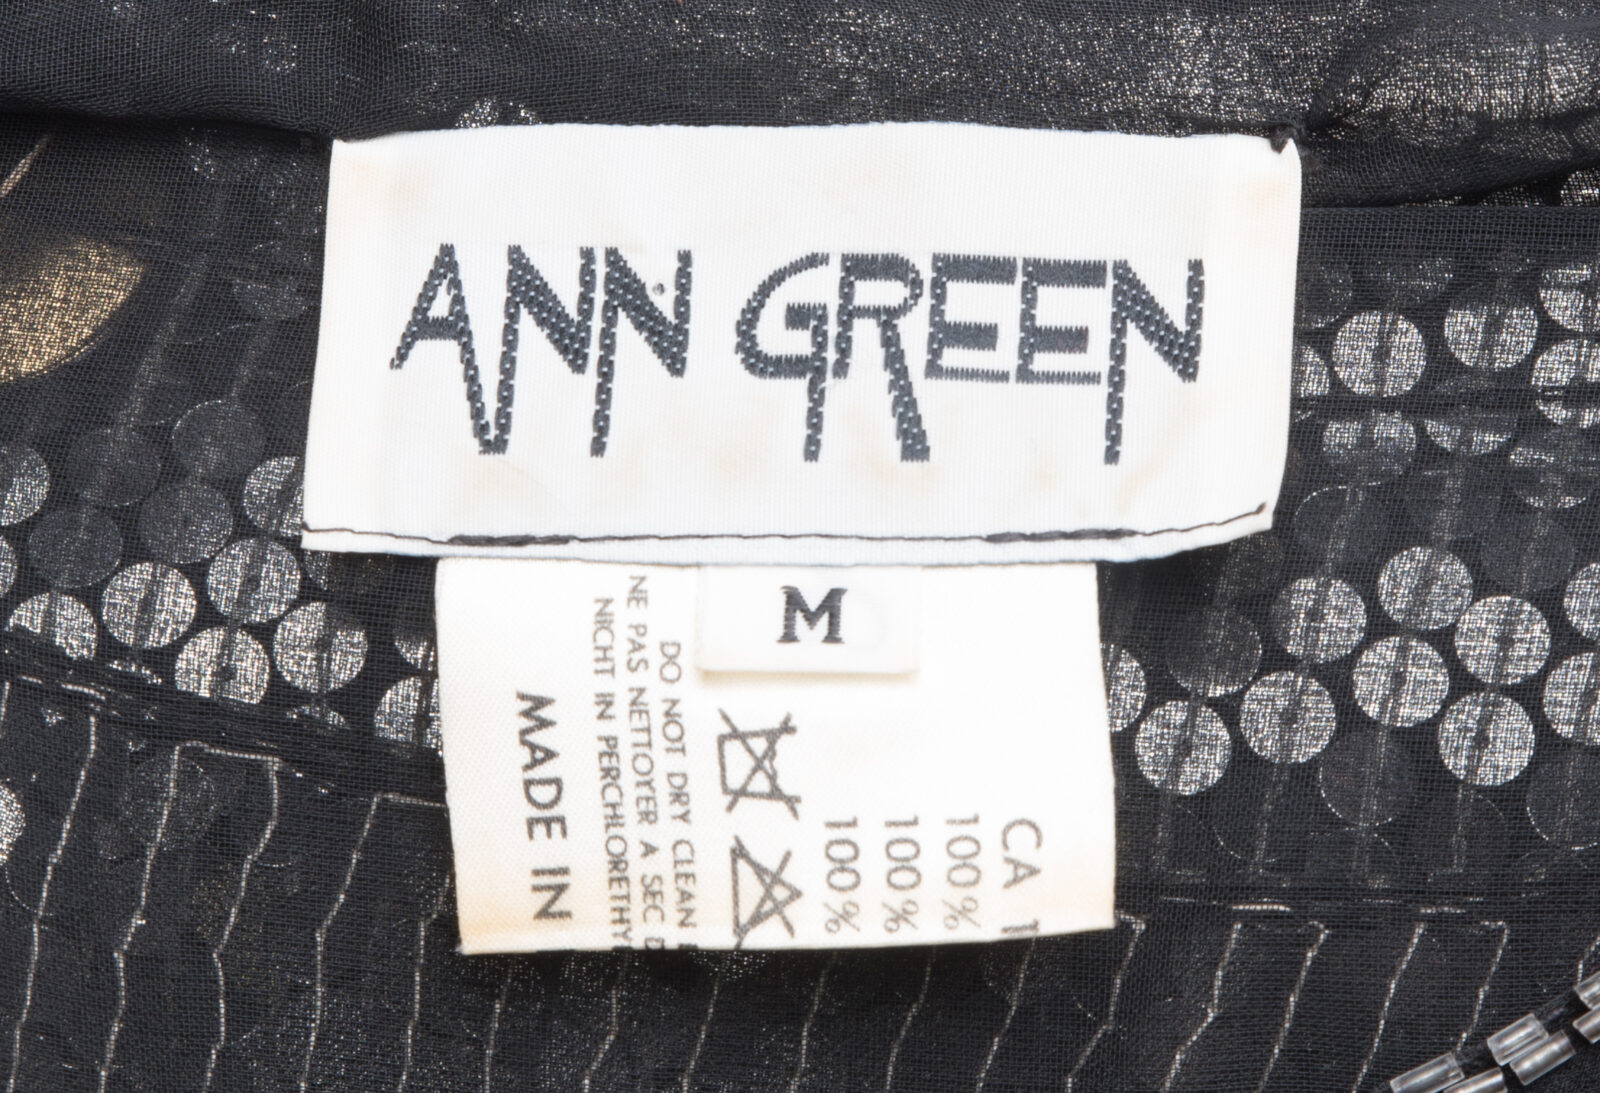 ANN GREEN
M
CA
100%
100%
100%
DO NOT DRY CLEAN
NE PAS NETTOYER A SEC
NICHT IN PERCHLORETHY
MADE IN